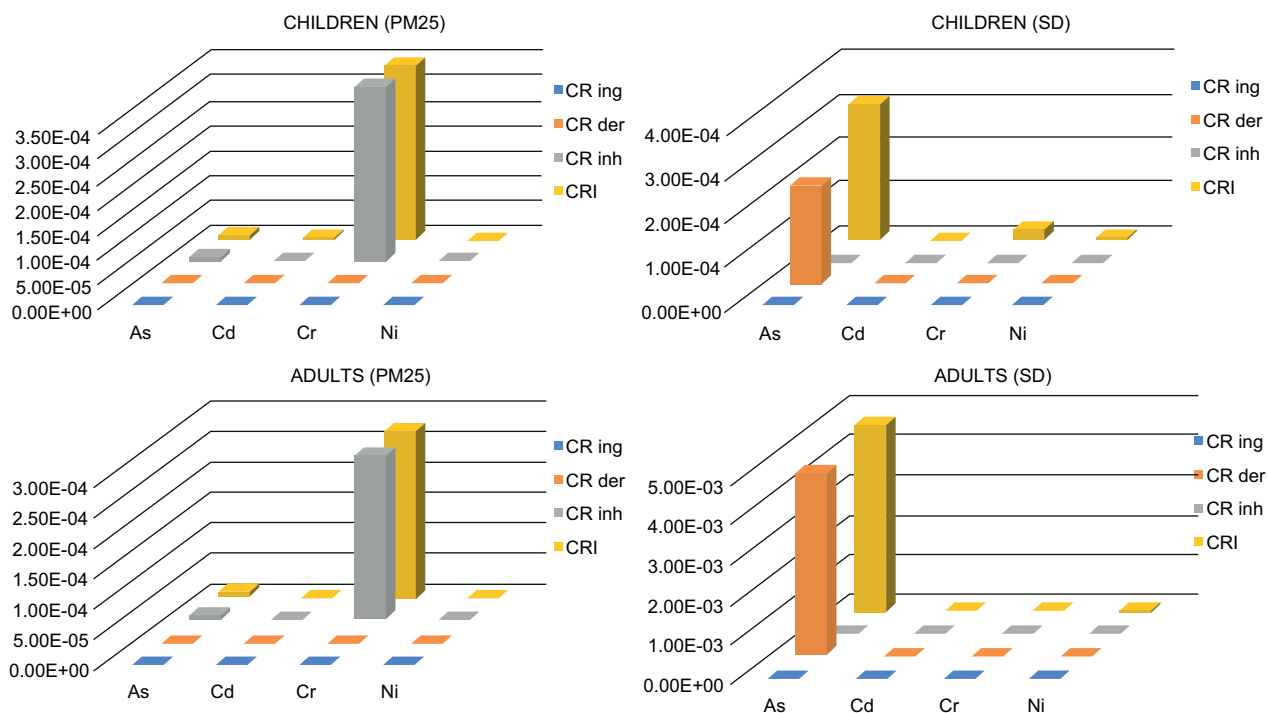 CHILDREN (PM25)
3.50E–04
3.00E–04
2.50E–04
2.00E–04
1.50E–04
1.00E–04
5.00E–05
0.00E+00
As
Cd
Cr
Ni
CR ing
CR der
CR inh
CRI
CHILDREN (SD)
4.00E–04
3.00E–04
2.00E–04
1.00E–04
0.00E+00
As
Cd
Cr
Ni
CR ing
CR der
CR inh
CRI
ADULTS (PM25)
3.00E–04
2.50E–04
2.00E–04
1.50E–04
1.00E–04
5.00E–05
0.00E+00
As
Cd
Cr
Ni
CR ing
CR der
CR inh
CRI
ADULTS (SD)
5.00E–03
4.00E–03
3.00E–03
2.00E–03
1.00E–03
0.00E+00
As
Cd
Cr
Ni
CR ing
CR der
CR inh
CRI